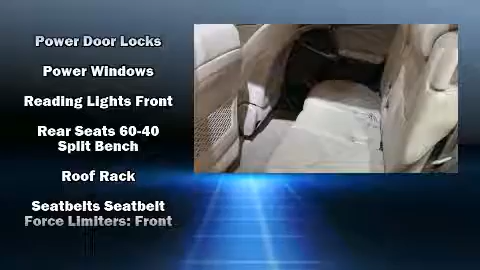 Power Door Locks
Power Windows
Reading Lights Front
Rear Seats 60-40
Split Bench
Roof Rack
Seatbelts Seatbelt
Force Limiters: Front